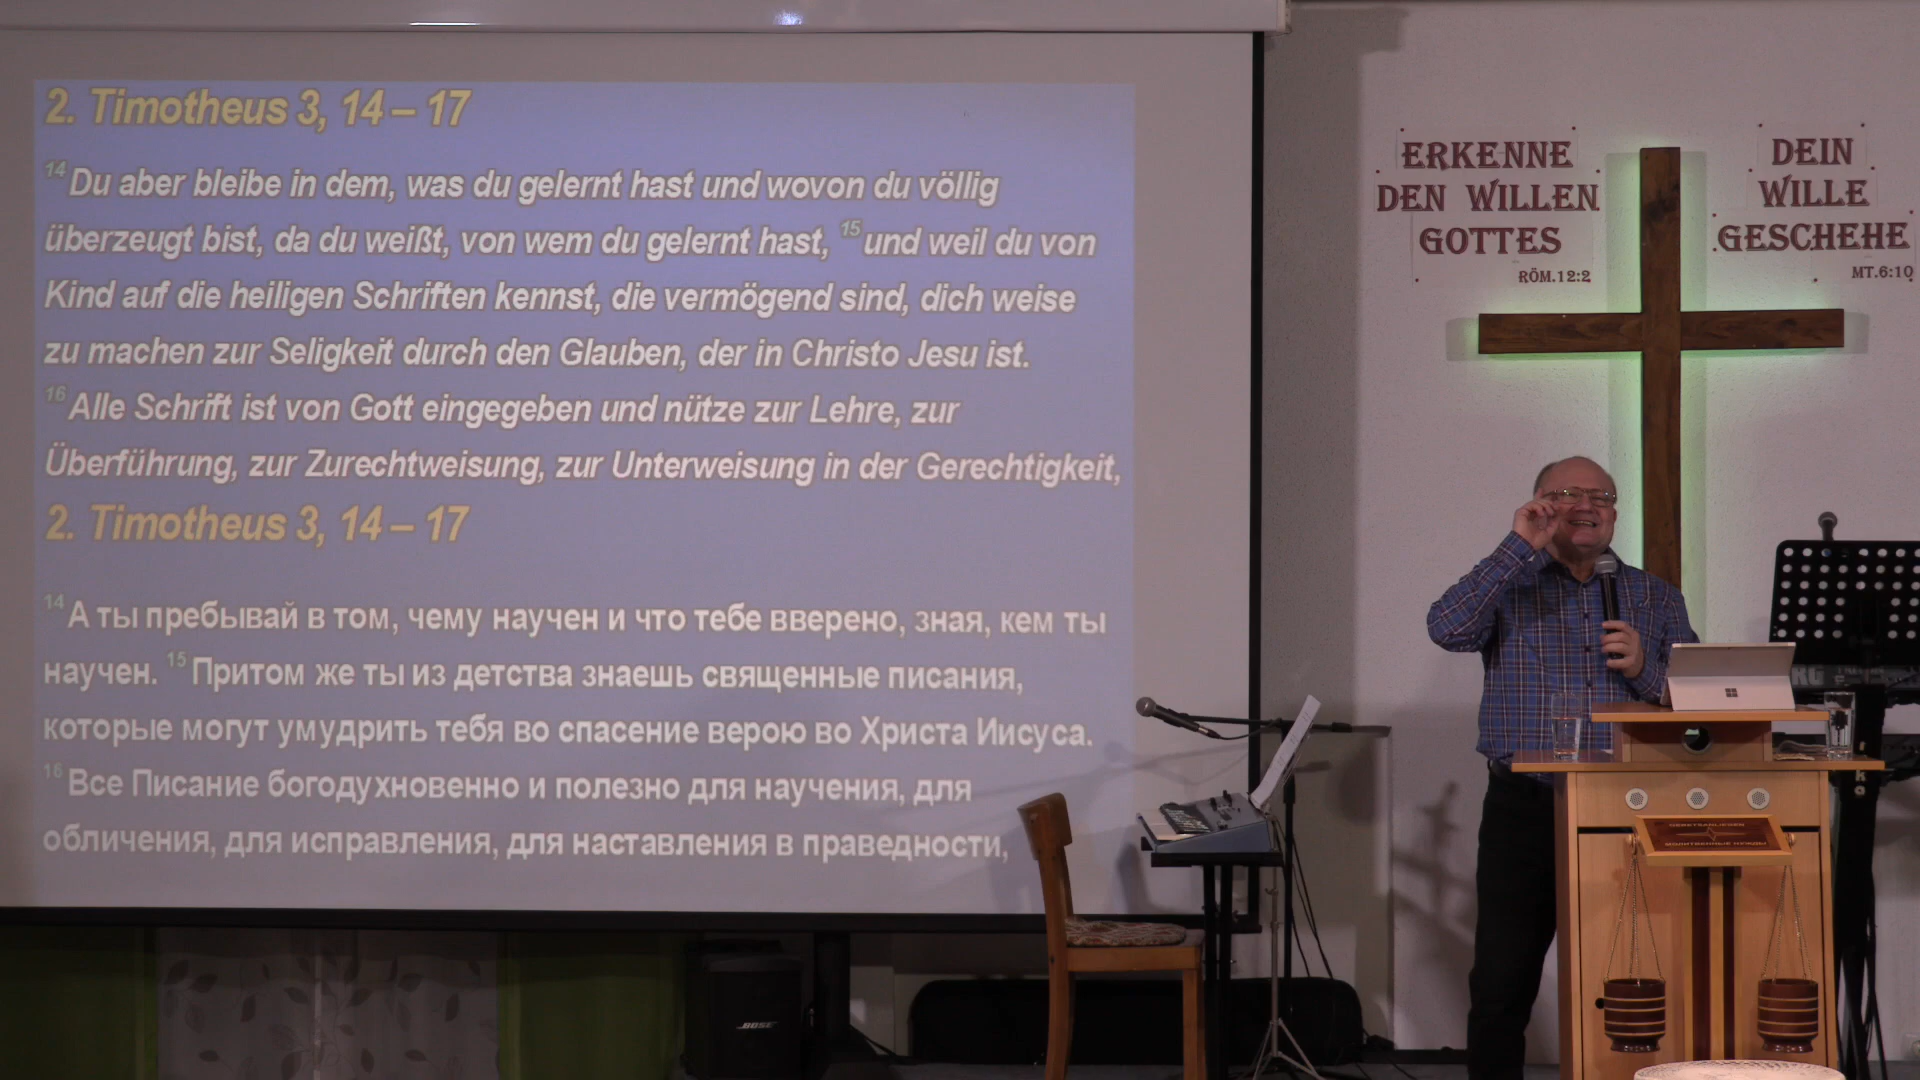 2. Timotheus 3, 14 – 17
14 Du aber bleibe in dem, was du gelernt hast und wovon du völlig
überzeugt bist, da du weißt, von wem du gelernt hast, 15 und weil du von
Kind auf die heiligen Schriften kennst, die vermögend sind, dich weise
zu machen zur Seligkeit durch den Glauben, der in Christo Jesu ist.
16 Alle Schrift ist von Gott eingegeben und nütze zur Lehre, zur
Überführung, zur Zurechtweisung, zur Unterweisung in der Gerechtigkeit,
2. Timotheus 3, 14 – 17
14 А ты пребывай в том, чему научен и что тебе вверено, зная, кем ты
научен. 15 Притом же ты из детства знаешь священные писания,
которые могут умудрить тебя во спасение верою во Христа Иисуса.
16 Все Писание богодухновенно и полезно для научения, для
обличения, для исправления, для наставления в праведности,
ERKENNE
DEN WILLEN
GOTTES
RÖM.12:2
DEIN
WILLE
GESCHEHE
MT.6:10
GEBETSANLIEGEN
МОЛИТВЕННЫЕ НУЖДЫ
BOSE